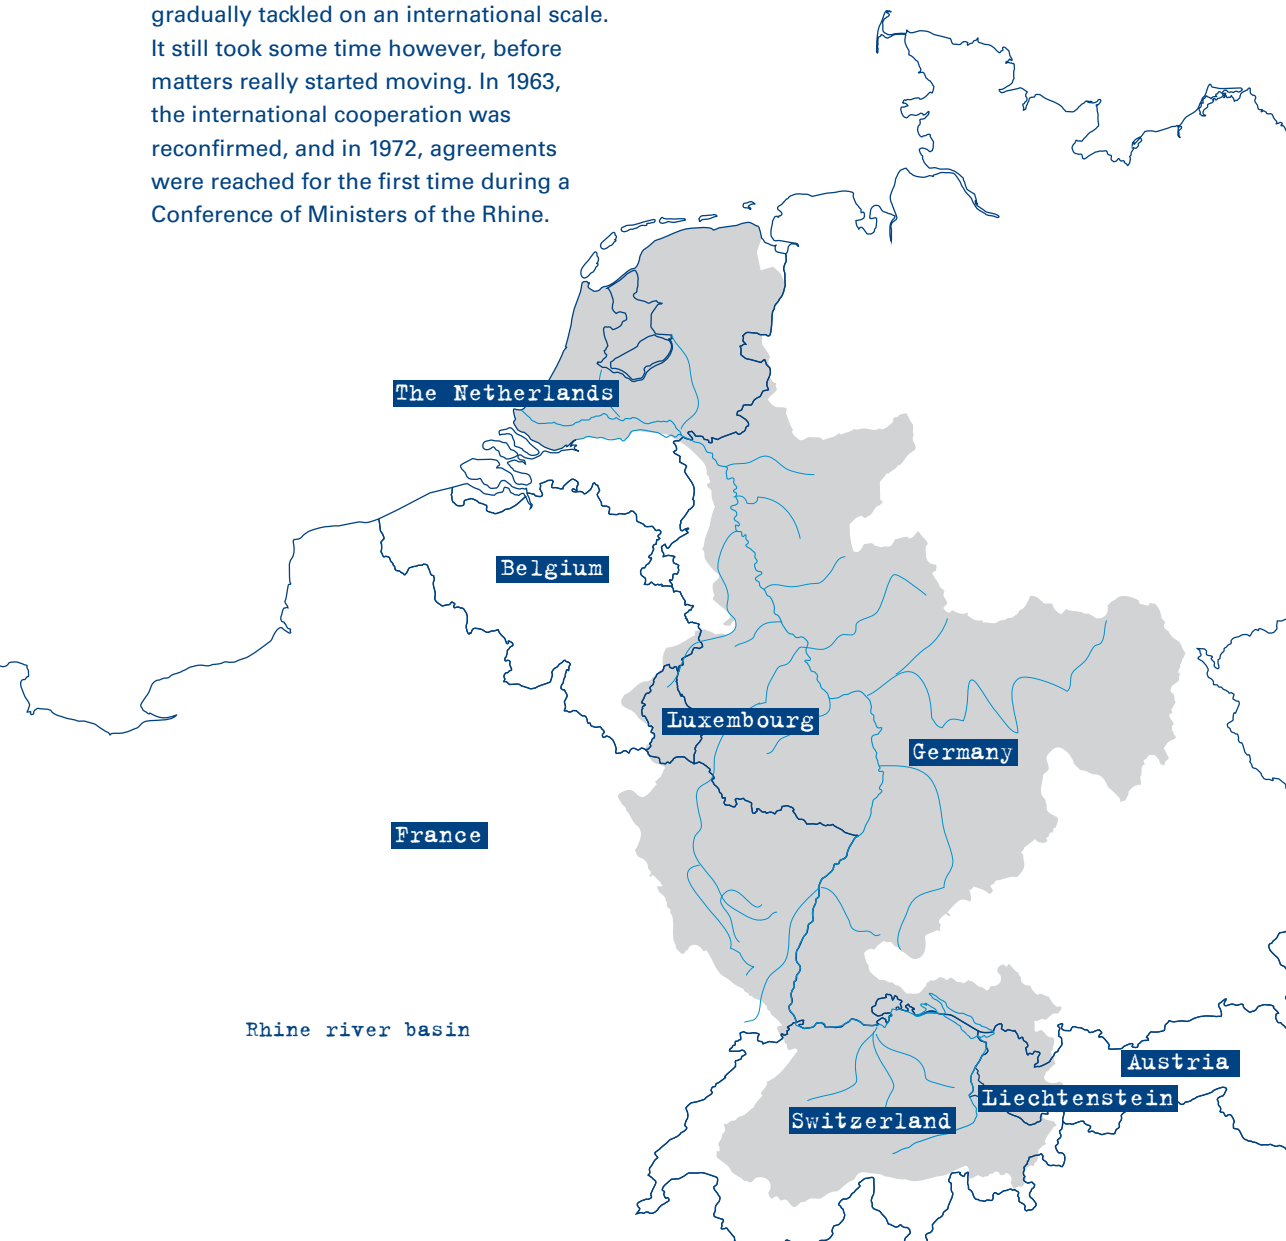 gradually tackled on an international scale.
It still took some time however, before
matters really started moving. In 1963,
the international cooperation was
reconfirmed, and in 1972, agreements
were reached for the first time during a
Conference of Ministers of the Rhine.
The Netherlands
Belgium
Luxembourg
Germany
France
Rhine river basin
Austria
Liechtenstein
Switzerland